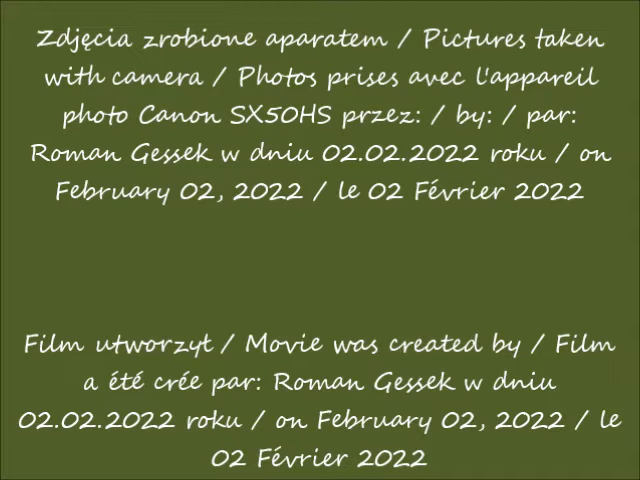 Zdjęcia zrobione aparatem / Pictures taken
with camera / Photos prises avec l'appareil
photo Canon SX50HS przez: / by: / par:
Roman Gessek w dniu 02.02.2022 roku / on
February 02, 2022 / le 02 Février 2022
Film utworzył / Movie was created by / Film
a été crée par: Roman Gessek w dniu
02.02.2022 roku / on February 02, 2022 / le
02 Février 2022